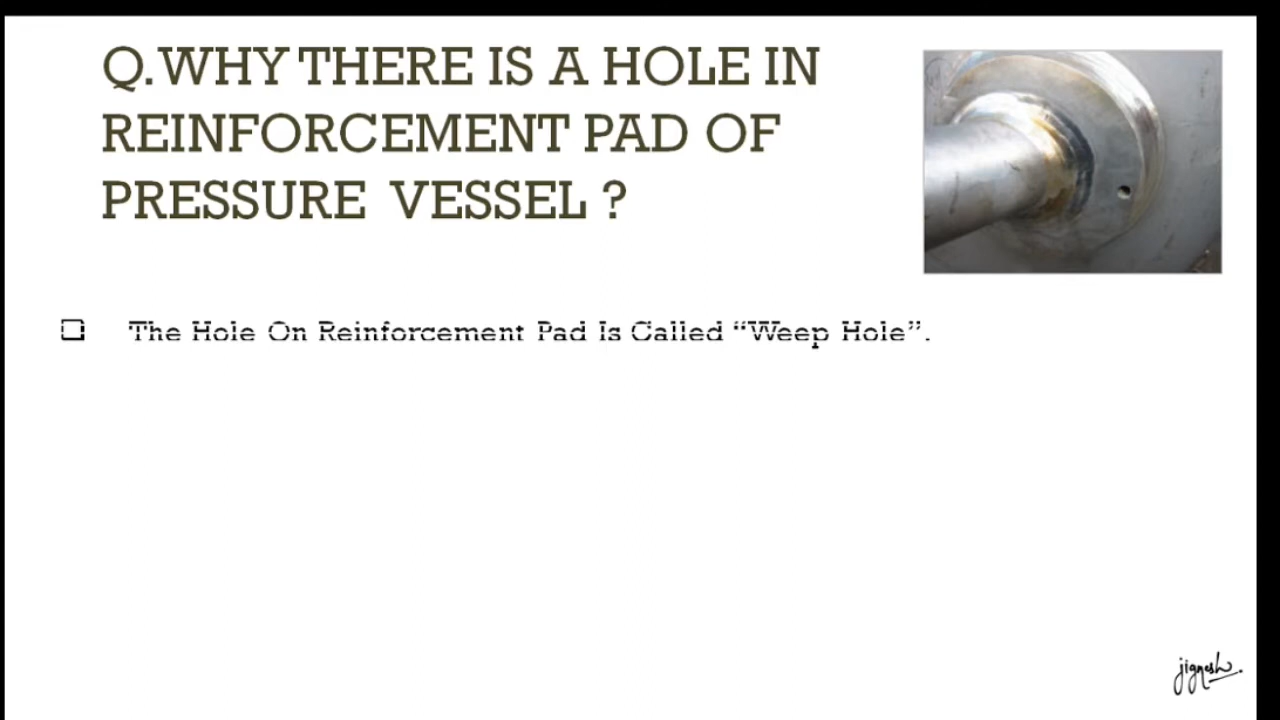 Q.WHY THERE IS A HOLE IN
REINFORCEMENT PAD OF
PRESSURE VESSEL ?
The Hole On Reinforcement Pad Is Called “Weep Hole”.
jignesh.